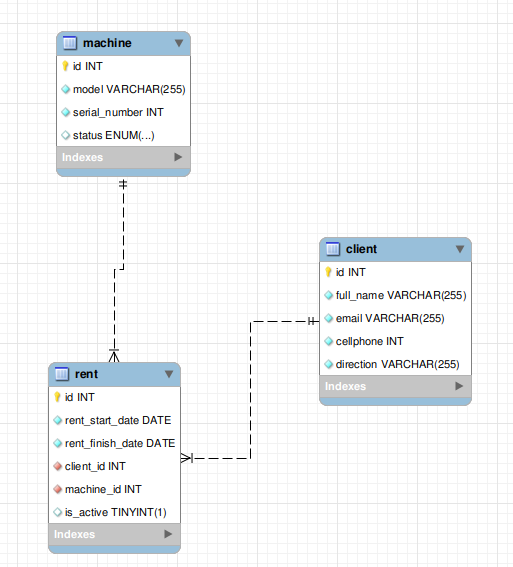 machine
id INT
model VARCHAR(255)
serial_number INT
status ENUM(...)
Indexes
client
id INT
full_name VARCHAR(255)
email VARCHAR(255)
cellphone INT
direction VARCHAR(255)
Indexes
rent
id INT
rent_start_date DATE
rent_finish_date DATE
client_id INT
machine_id INT
is_active TINYINT(1)
Indexes